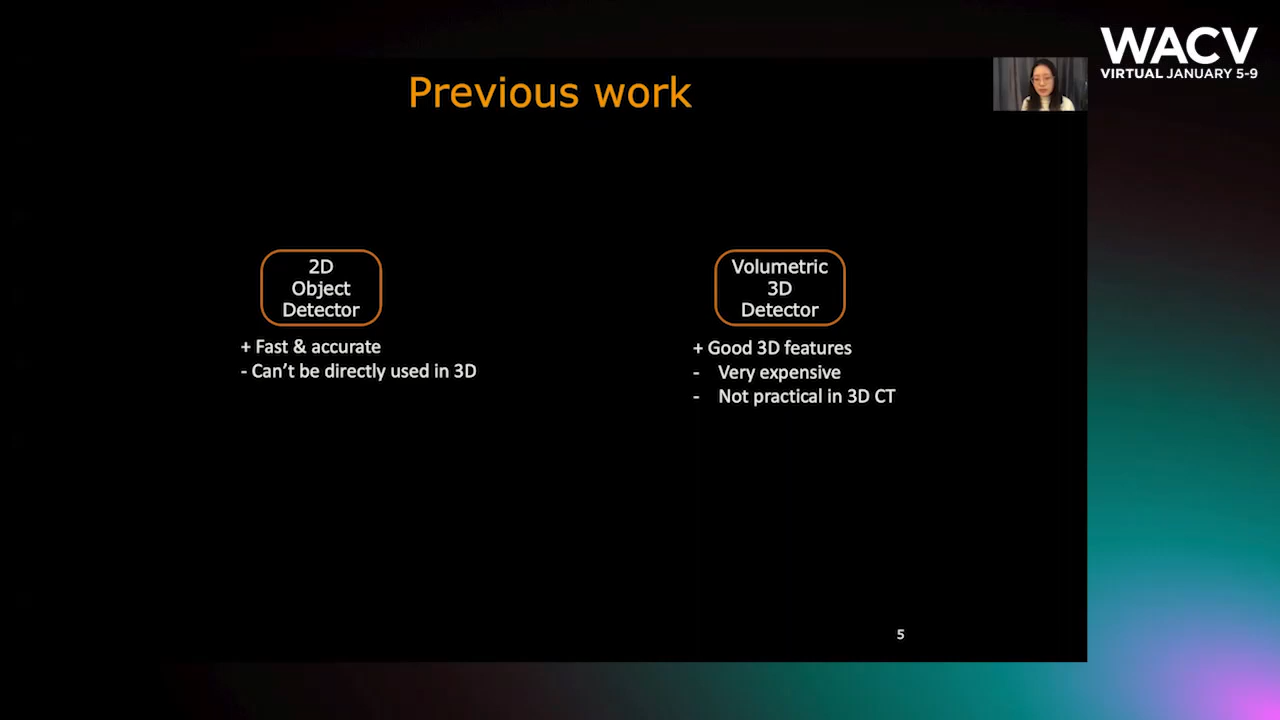 WACV
VIRTUAL JANUARY 5-9
Previous work
2D
Object
Detector
+ Fast & accurate
- Can’t be directly used in 3D
Volumetric
3D
Detector
+ Good 3D features
- Very expensive
- Not practical in 3D CT
5